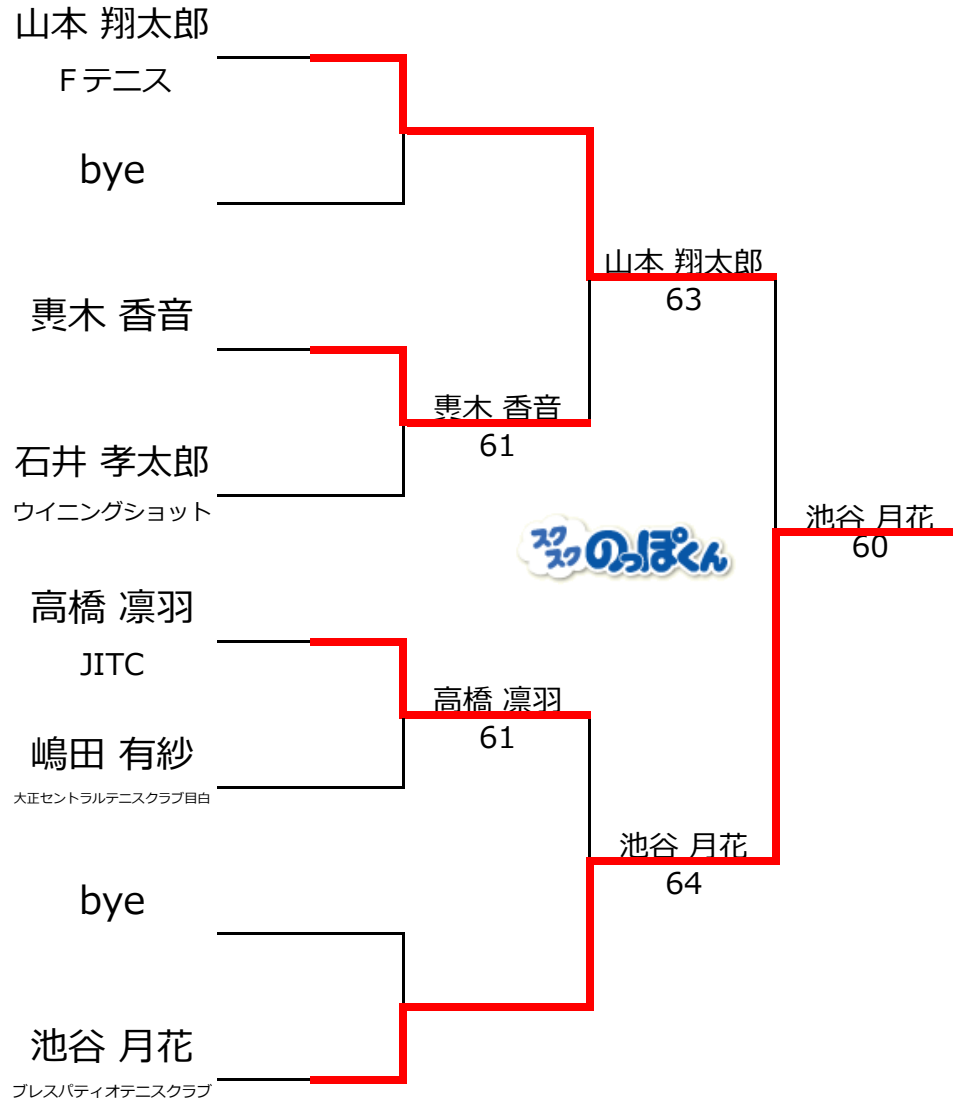 山本 翔太郎
Fテニス
bye
山本 翔太郎
63
木 香音
木 香音
61
石井 孝太郎
ウイニングショット
スクスクのっぽくん
池谷 月花
60
高橋 凛羽
JITC
高橋 凛羽
61
嶋田 有紗
大正セントラルテニスクラブ目白
池谷 月花
64
bye
池谷 月花
ブレスパティオテニスクラブ